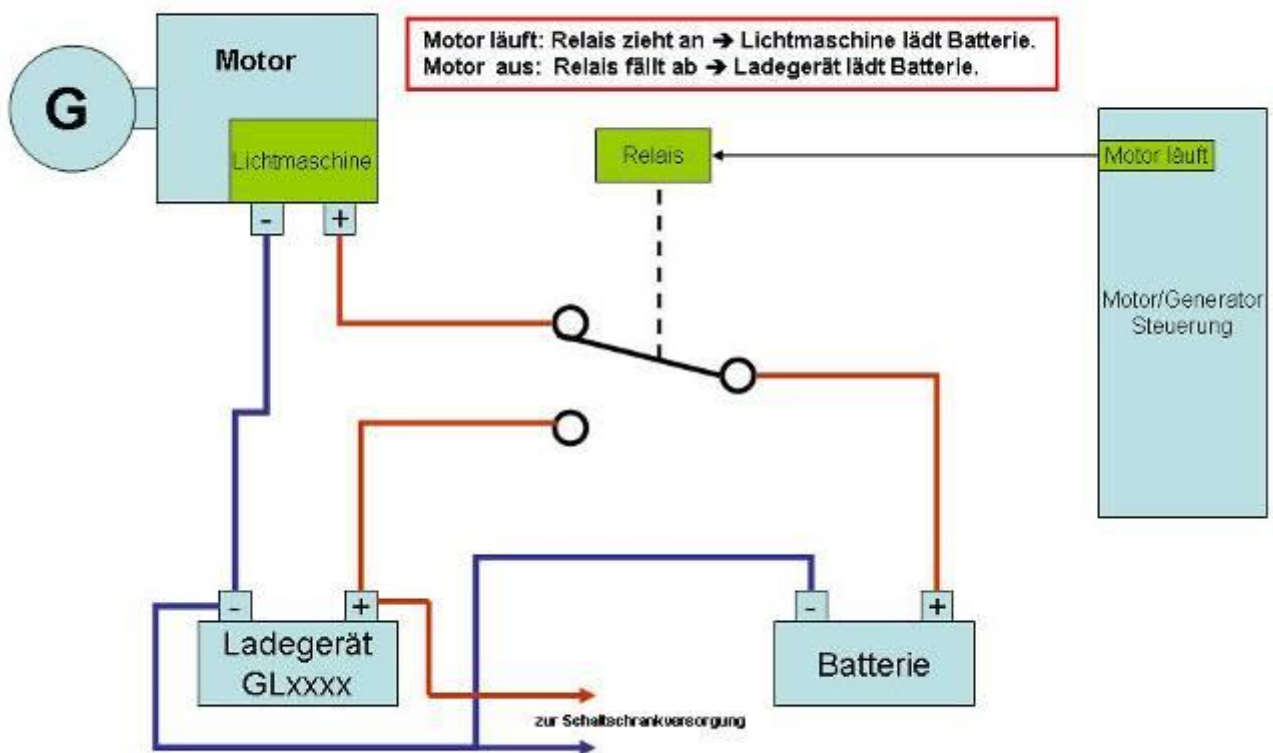 Motor läuft: Relais zieht an ➔ Lichtmaschine lädt Batterie.
Motor aus: Relais fällt ab ➔ Ladegerät lädt Batterie.
Motor
G
Lichtmaschine
- +
Relais
Motor läuft
Motor/Generator
Steuerung
- +
Ladegerät
GLxxxx
- +
Batterie
zur Schaltschrankversorgung